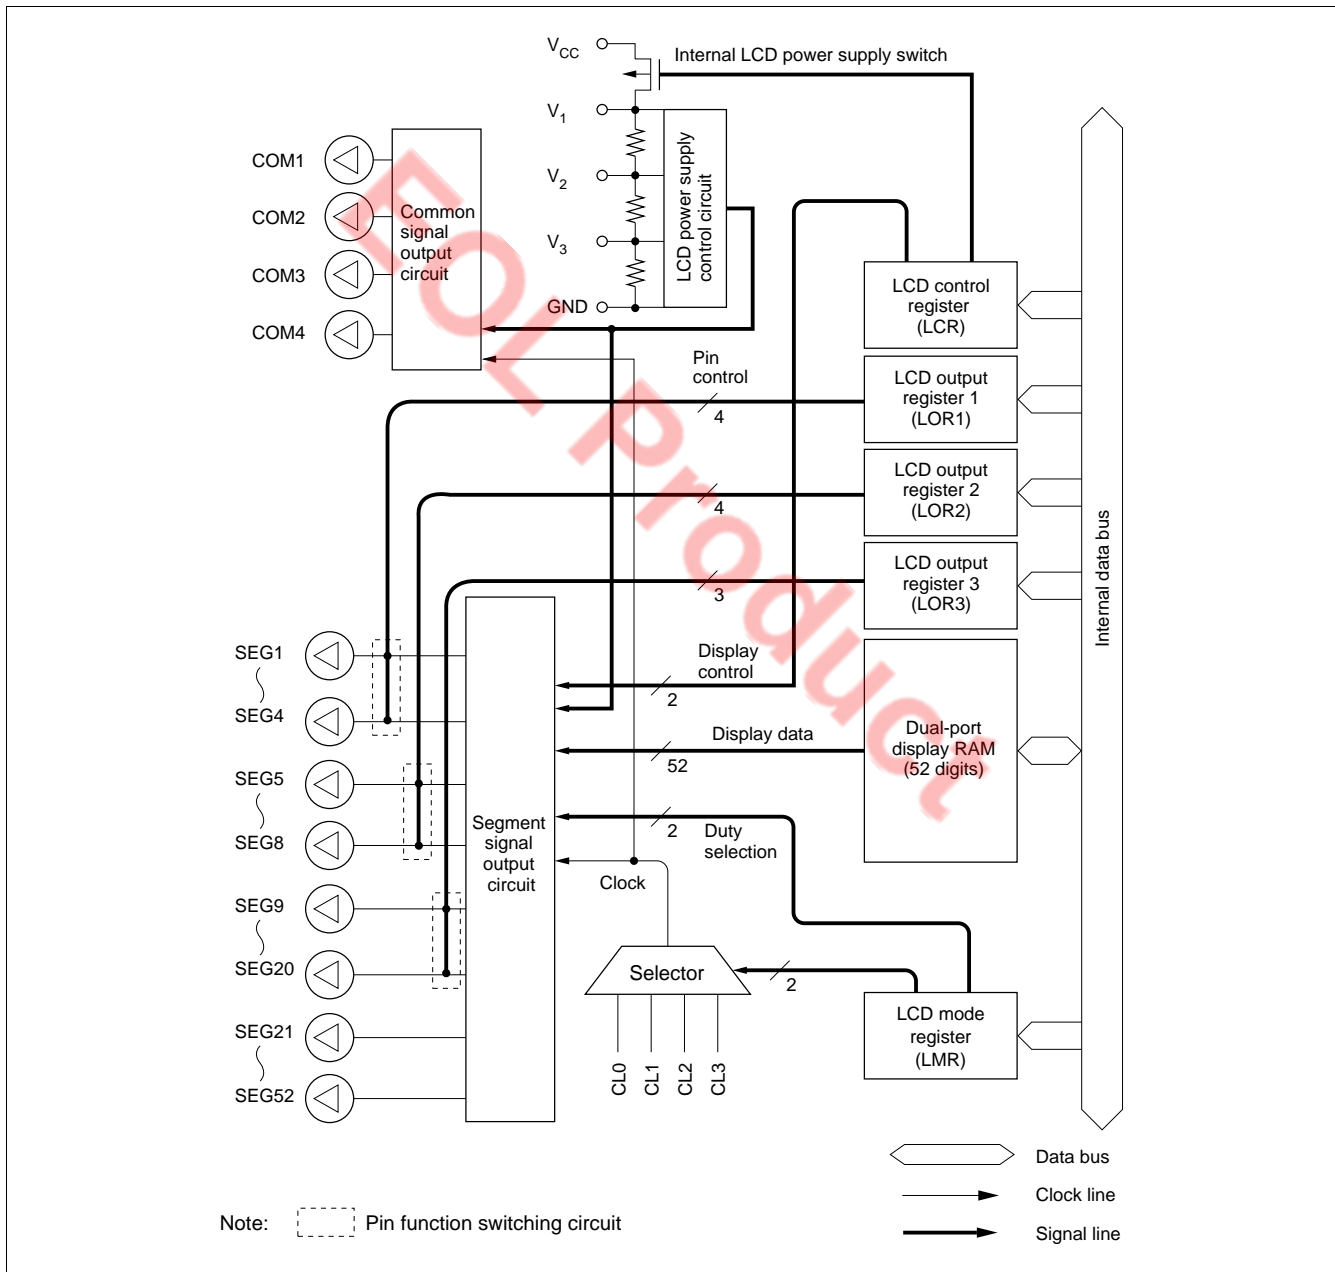 VCC
Internal LCD power supply switch
V1
V2
V3
GND
LCD power supply
control circuit
COM1
COM2
COM3
COM4
Common
signal
output
circuit
LCD control
register
(LCR)
Pin
control
4
LCD output
register 1
(LOR1)
4
LCD output
register 2
(LOR2)
3
LCD output
register 3
(LOR3)
Internal data bus
SEG1
SEG4
SEG5
SEG8
SEG9
SEG20
SEG21
SEG52
Segment
signal
output
circuit
Display
control
2
Display data
52
Dual-port
display RAM
(52 digits)
2
Duty
selection
Clock
Selector
2
CL0
CL1
CL2
CL3
LCD mode
register
(LMR)
Data bus
Clock line
Signal line
Note:
Pin function switching circuit
EOL Product